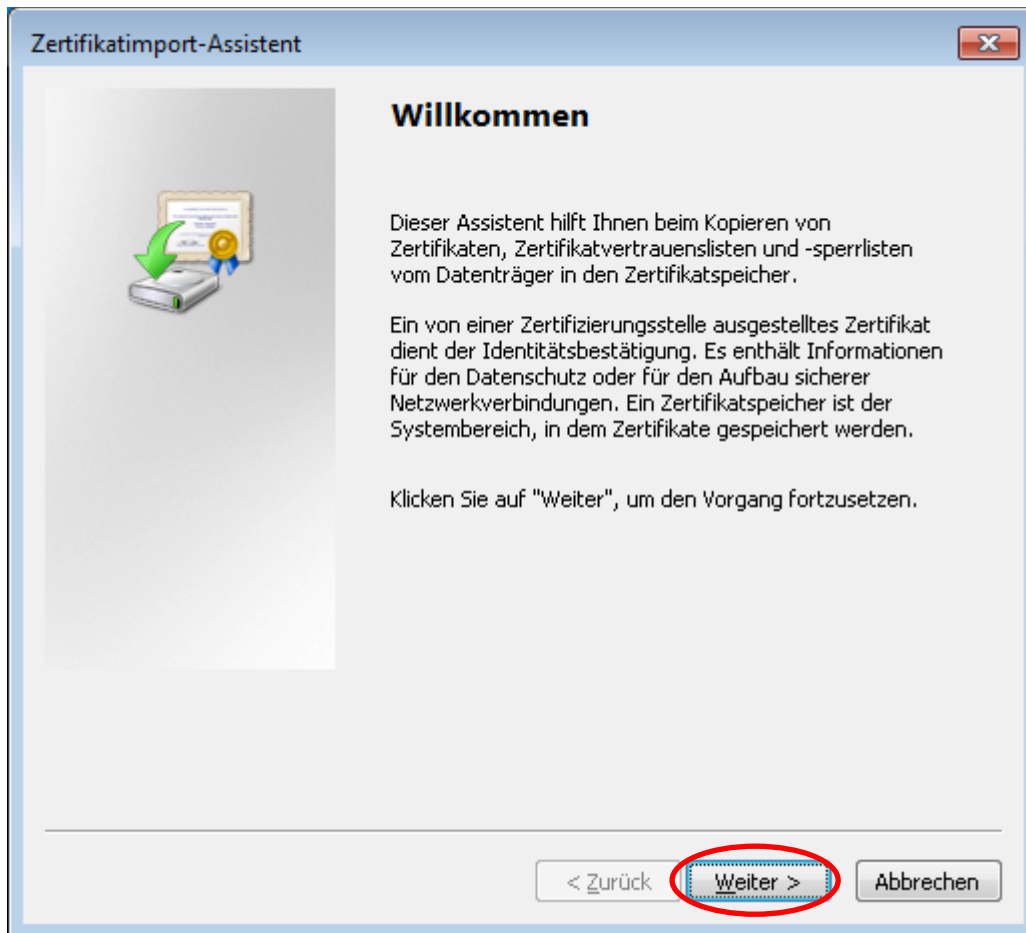 Zertifikatimport-Assistent
Willkommen
Dieser Assistent hilft Ihnen beim Kopieren von
Zertifikaten, Zertifikatvertrauenslisten und -sperrlisten
vom Datenträger in den Zertifikatspeicher.
Ein von einer Zertifizierungsstelle ausgestelltes Zertifikat
dient der Identitätsbestätigung. Es enthält Informationen
für den Datenschutz oder für den Aufbau sicherer
Netzwerkverbindungen. Ein Zertifikatspeicher ist der
Systembereich, in dem Zertifikate gespeichert werden.
Klicken Sie auf "Weiter", um den Vorgang fortzusetzen.
< Zurück Weiter > Abbrechen